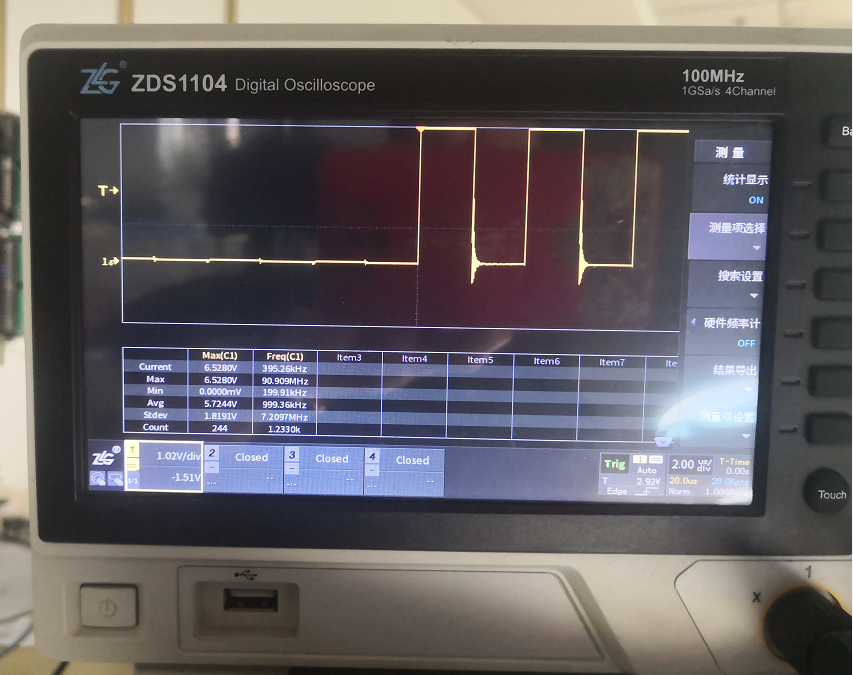 ZLG® ZDS1104 Digital Oscilloscope
100MHz
1GSa/s 4Channel
Ba
测 量
统计显示
ON
测量项选择
搜索设置
硬件频率计
OFF
结果导出
测量项设置
T
Max(C1) Freq(C1) Item3 Item4 Item5 Item6 Item7 Ite
Current 6.5280V 395.26kHz
Max 6.5280V 90.909MHz
Min 0.0000mV 199.91kHz
Avg 5.7244V 999.36kHz
Stdev 1.8191V 7.2097MHz
Count 244 1.2330k
ZLG®
1 1.02V/div
-1.51V
1:1
2 Closed
--
3 Closed
--
4 Closed
--
Trig 1
Auto
T 2.92V
Edge
2.00 us/div T-Time
0.00s
20.0us 20.0Kpts
Norm
Touch
1
X